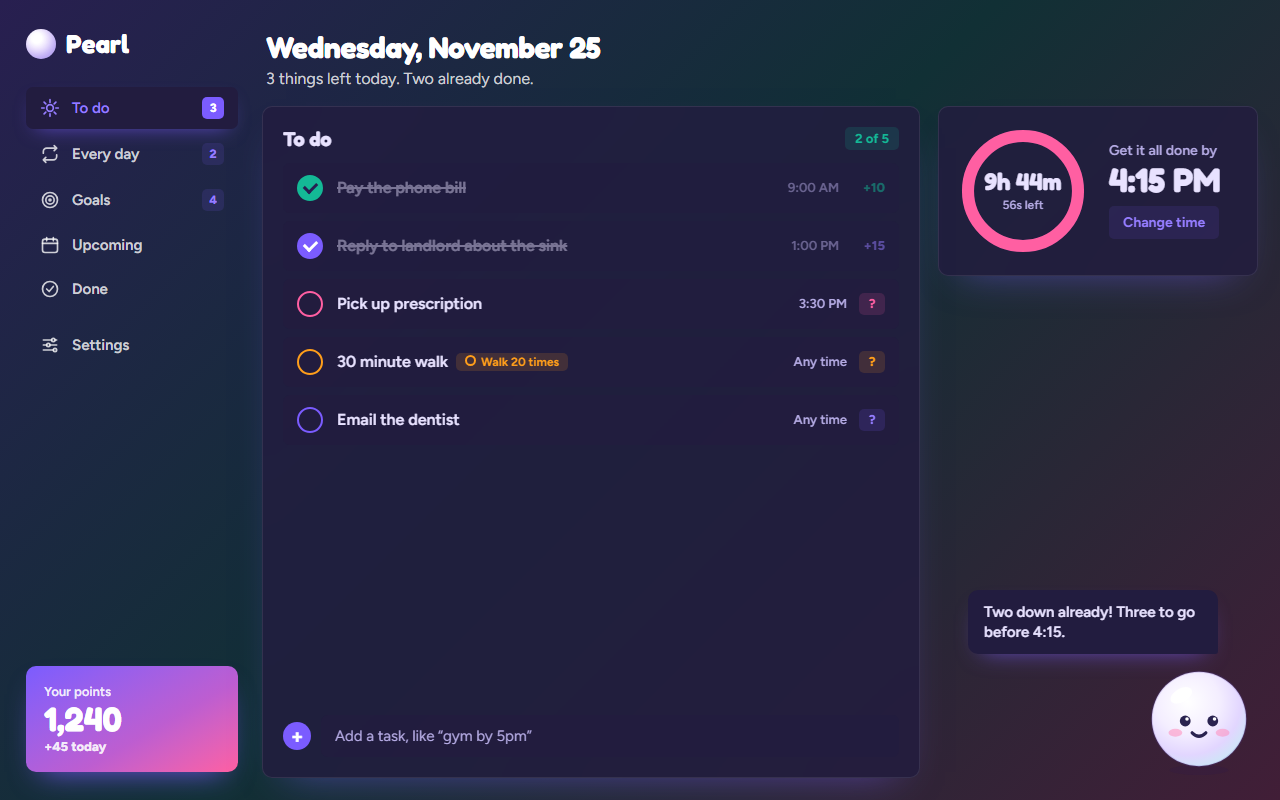 Pearl
To do 3
Every day 2
Goals 4
Upcoming
Done
Settings
Your points
1,240
+45 today
Wednesday, November 25
3 things left today. Two already done.
To do 2 of 5
Pay the phone bill 9:00 AM +10
Reply to landlord about the sink 1:00 PM +15
Pick up prescription 3:30 PM ?
30 minute walk Walk 20 times Any time ?
Email the dentist Any time ?
+ Add a task, like “gym by 5pm”
9h 44m
56s left
Get it all done by
4:15 PM
Change time
Two down already! Three to go
before 4:15.